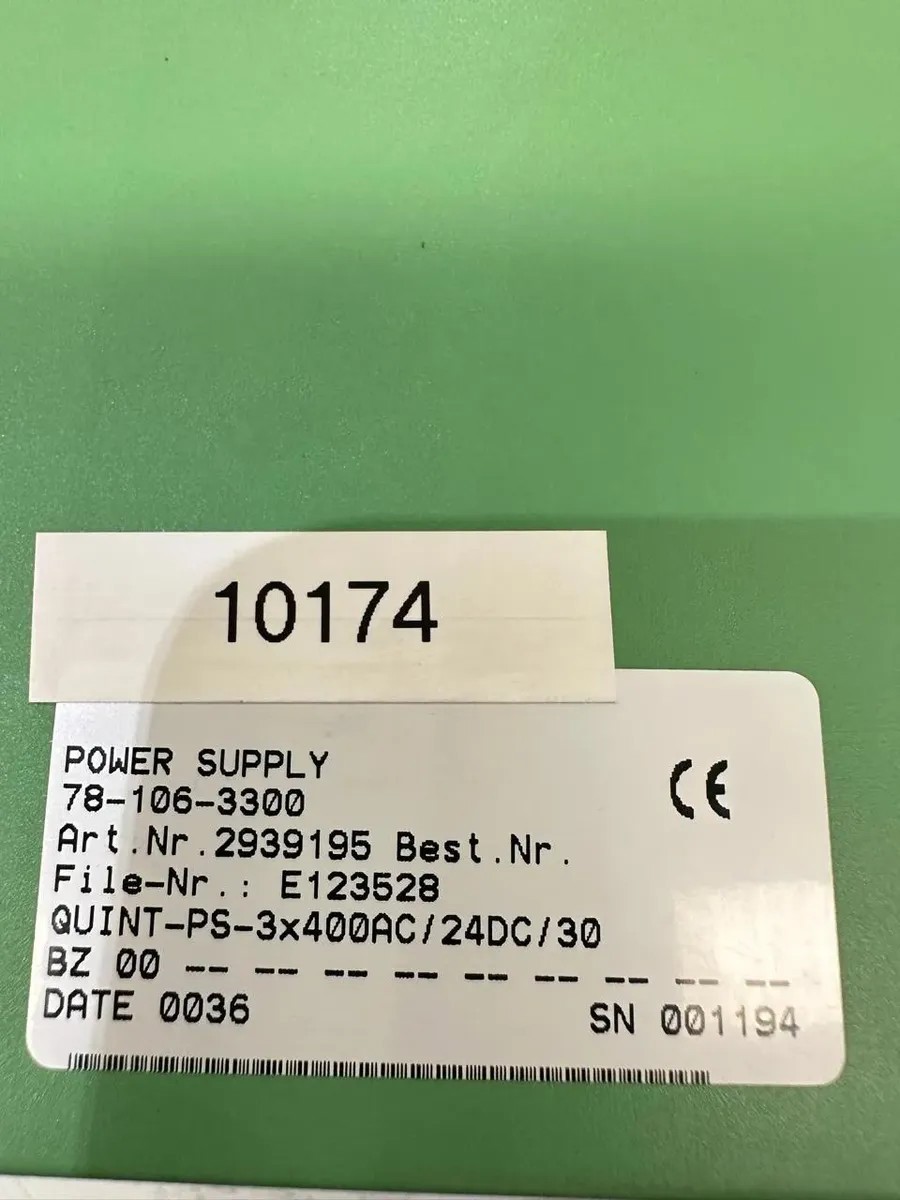 10174
POWER SUPPLY
CE
78-106-3300
Art.Nr.2939195 Best.Nr.
File-Nr.: E123528
QUINT-PS-3x400AC/24DC/30
BZ 00 -- -- -- -- -- -- -- -- --
DATE 0036 SN 001194